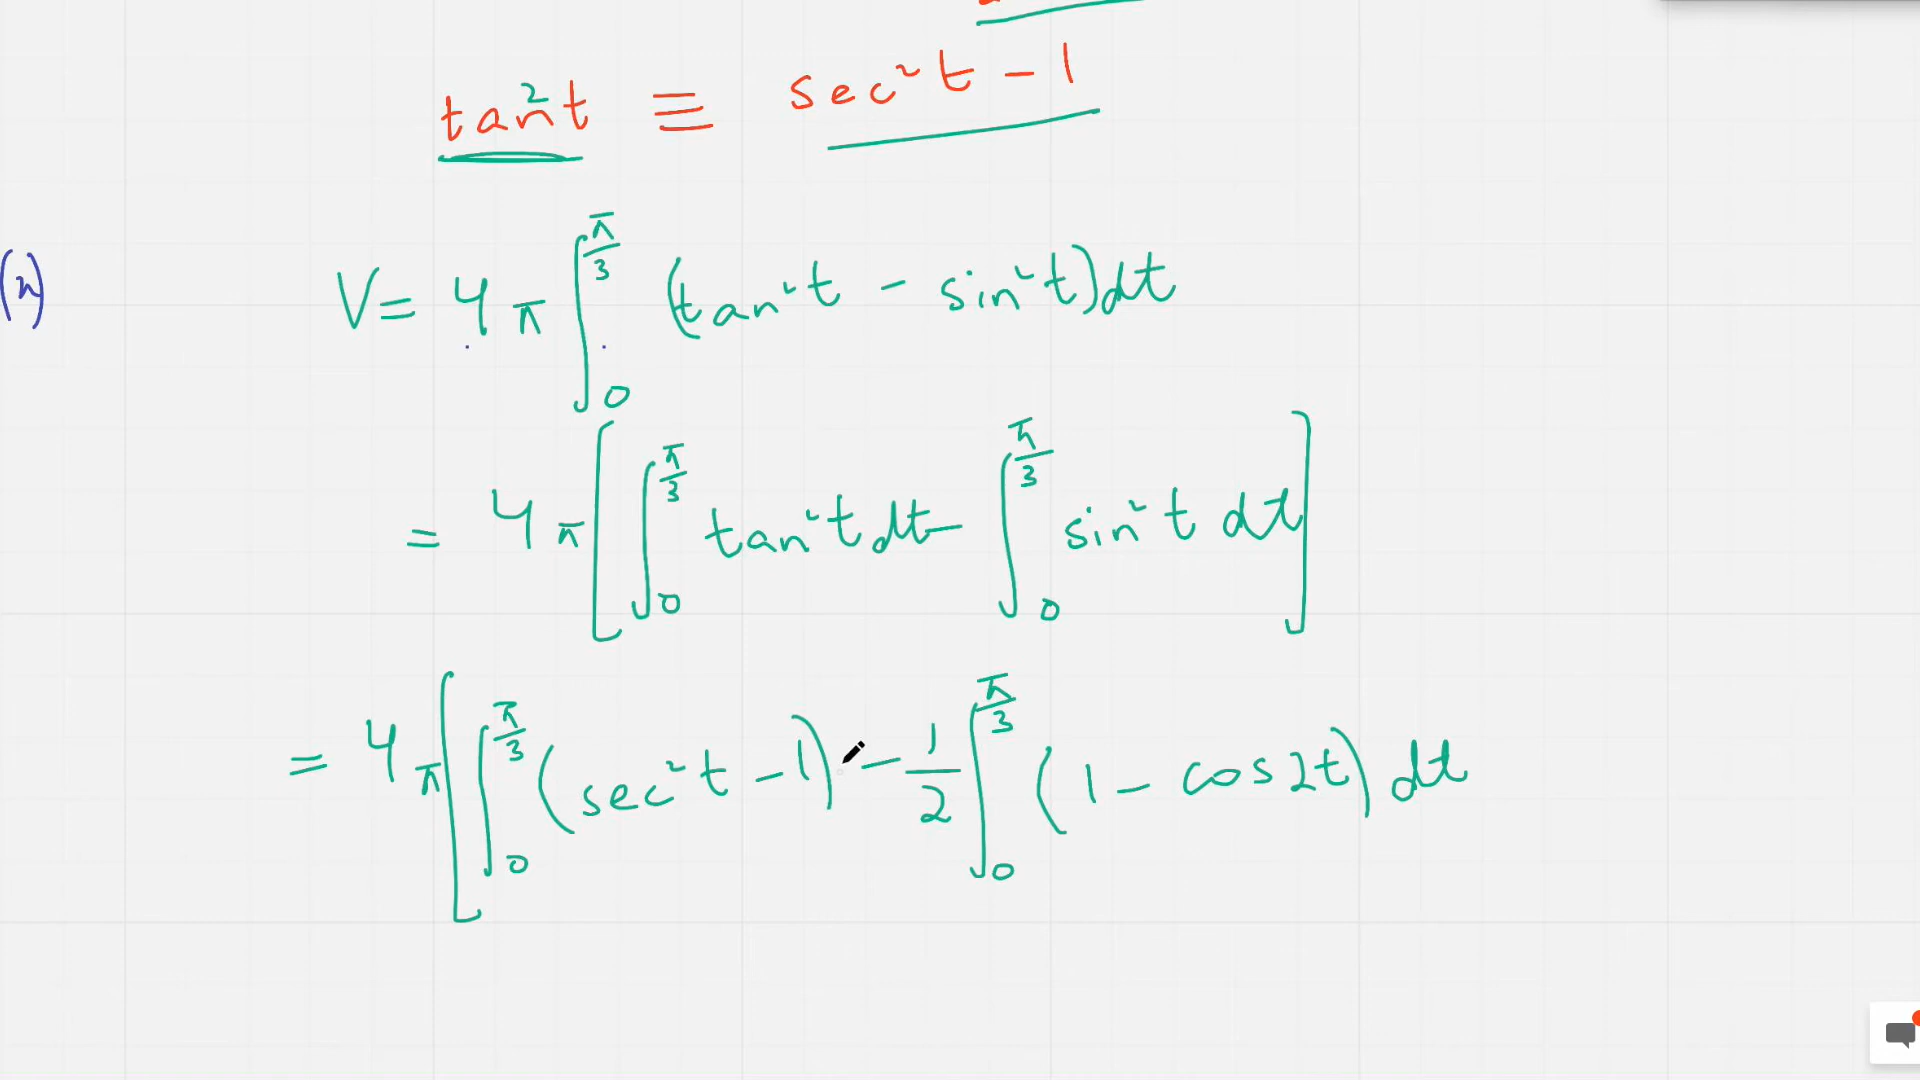 tan²t ≡ sec²t - 1
(ii) V = 4π ∫₀^(π/3) (tan²t - sin²t)dt
= 4π [ ∫₀^(π/3) tan²t dt - ∫₀^(π/3) sin²t dt ]
= 4π [ ∫₀^(π/3) (sec²t - 1) - 1/2 ∫₀^(π/3) (1 - cos2t) dt